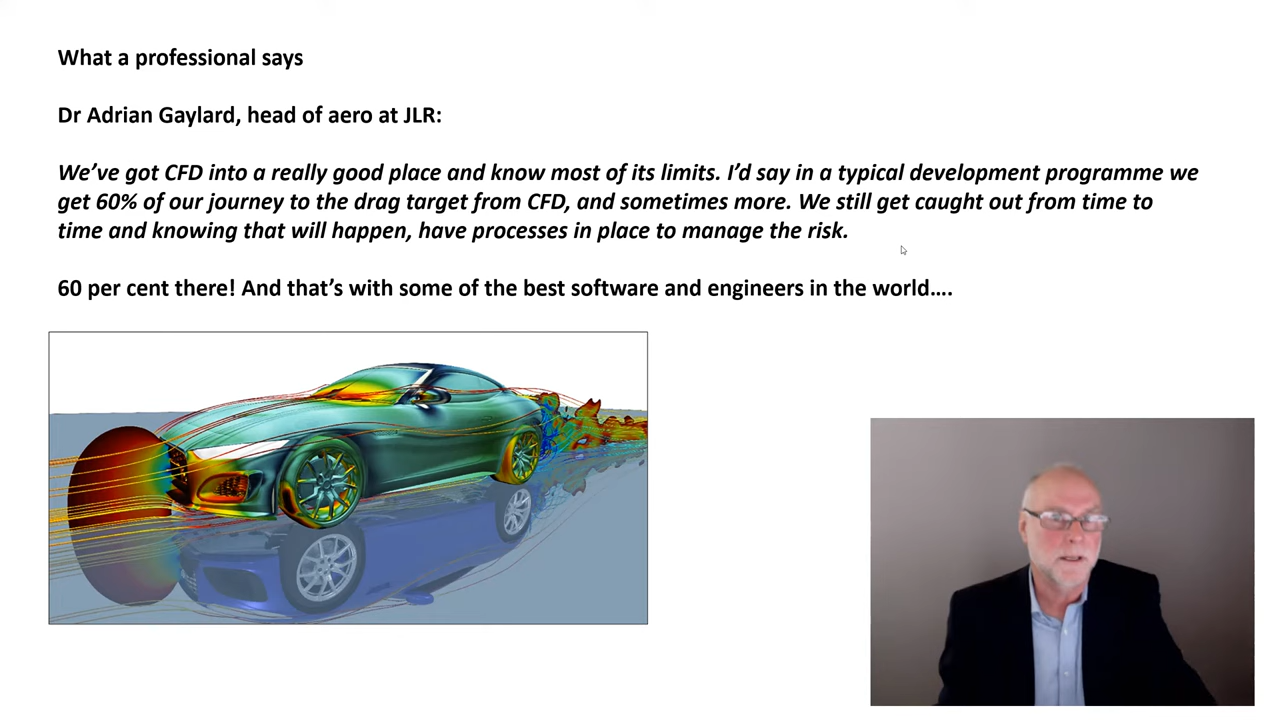 What a professional says
Dr Adrian Gaylard, head of aero at JLR:
We’ve got CFD into a really good place and know most of its limits. I’d say in a typical development programme we
get 60% of our journey to the drag target from CFD, and sometimes more. We still get caught out from time to
time and knowing that will happen, have processes in place to manage the risk.
60 per cent there! And that’s with some of the best software and engineers in the world….